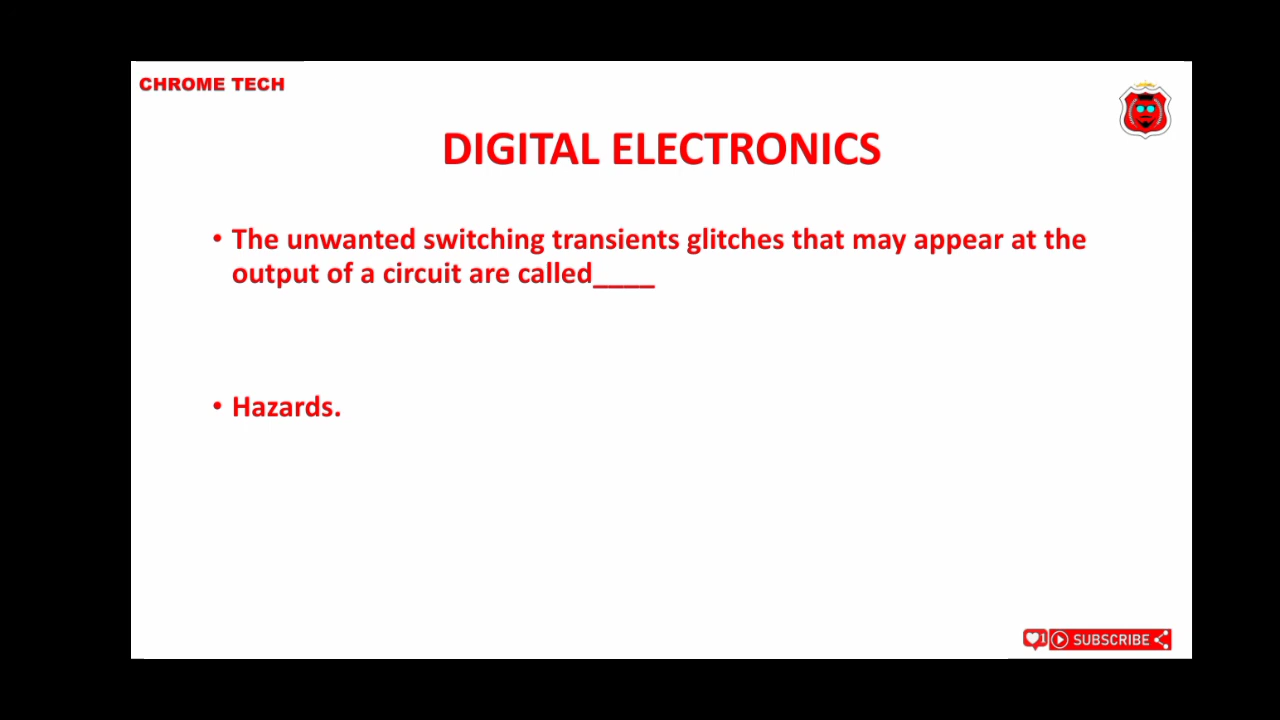 CHROME TECH
DIGITAL ELECTRONICS
• The unwanted switching transients glitches that may appear at the
output of a circuit are called____
• Hazards.
1 SUBSCRIBE